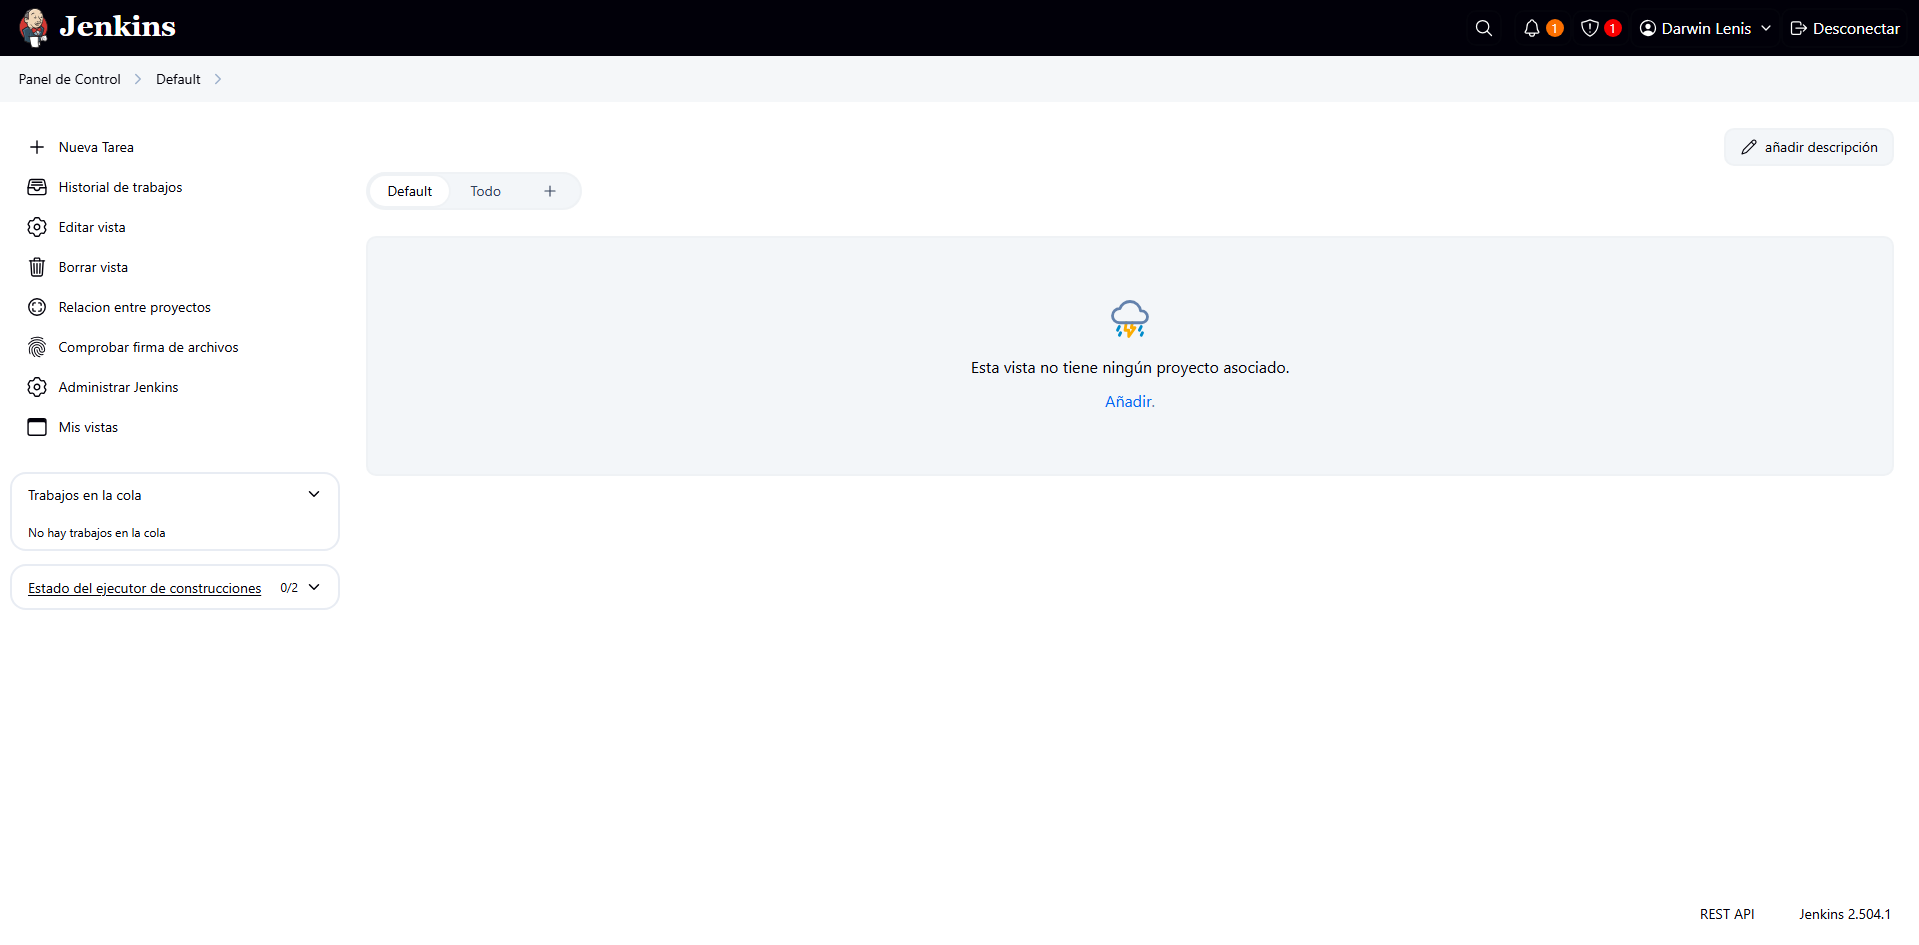 Jenkins
1
1
Darwin Lenis
Desconectar
Panel de Control
Default
Nueva Tarea
Historial de trabajos
Editar vista
Borrar vista
Relacion entre proyectos
Comprobar firma de archivos
Administrar Jenkins
Mis vistas
Trabajos en la cola
No hay trabajos en la cola
Estado del ejecutor de construcciones 0/2
añadir descripción
Default Todo +
Esta vista no tiene ningún proyecto asociado.
Añadir.
REST API Jenkins 2.504.1